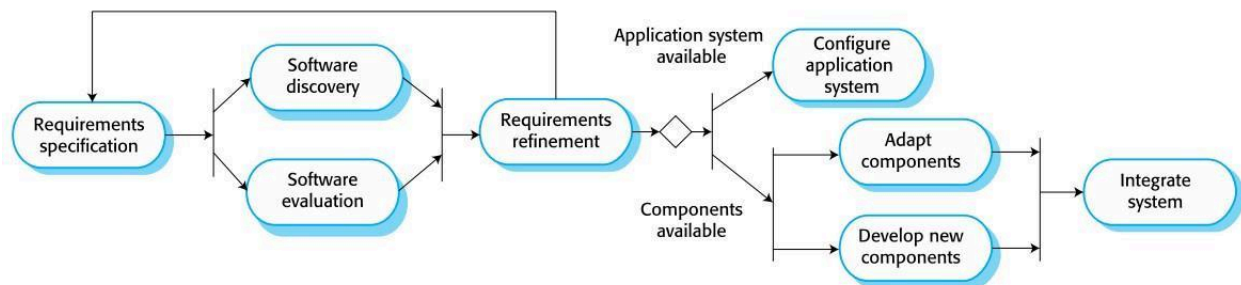 Requirements
specification
Software
discovery
Software
evaluation
Requirements
refinement
Application system
available
Configure
application
system
Components
available
Adapt
components
Develop new
components
Integrate
system